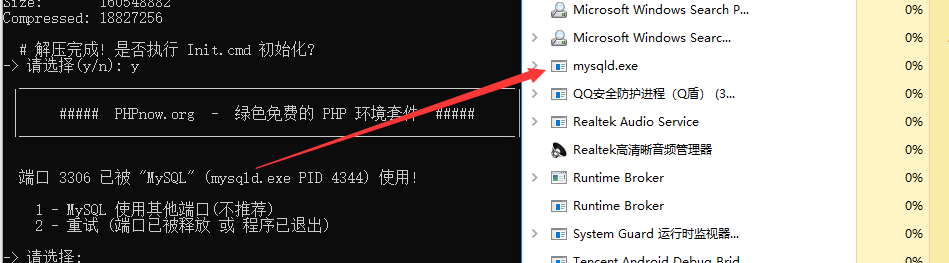 Size: 160548882
Compressed: 18827256
# 解压完成! 是否执行 Init.cmd 初始化?
-> 请选择(y/n): y
##### PHPnow.org - 绿色免费的 PHP 环境套件 #####
端口 3306 已被 "MySQL" (mysqld.exe PID 4344) 使用!
1 - MySQL 使用其他端口(不推荐)
2 - 重试 (端口已被释放 或 程序已退出)
-> 请选择:
Microsoft Windows Search P... 0%
Microsoft Windows Searc... 0%
mysqld.exe 0%
QQ安全防护进程（Q盾） (3... 0%
Realtek Audio Service 0%
Realtek高清晰音频管理器 0%
Runtime Broker 0%
Runtime Broker 0%
System Guard 运行时监视器... 0%
Tencent Android Debug Brid... 0%